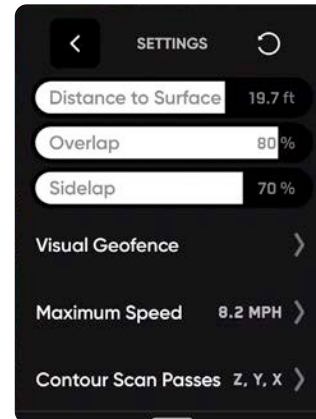 SETTINGS
Distance to Surface 19.7 ft
Overlap 80 %
Sidelap 70 %
Visual Geofence
Maximum Speed 8.2 MPH
Contour Scan Passes Z, Y, X